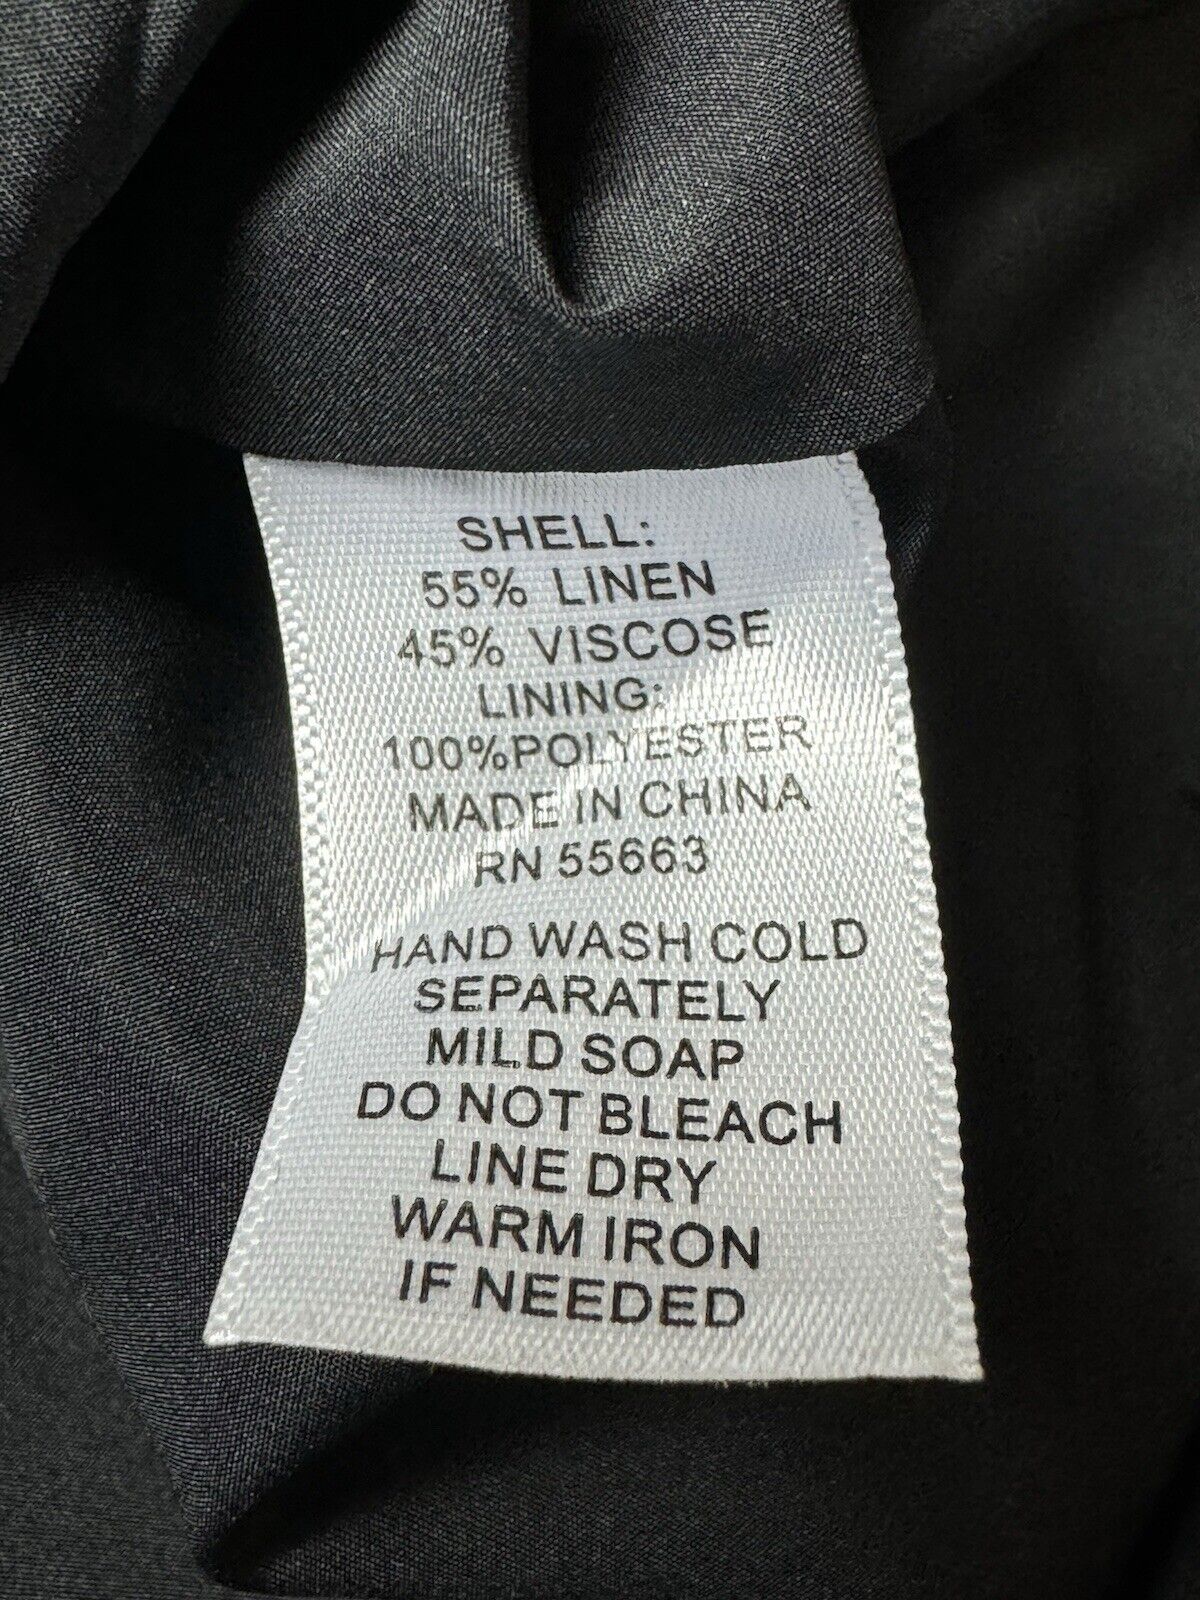 SHELL:
55% LINEN
45% VISCOSE
LINING:
100%POLYESTER
MADE IN CHINA
RN 55663
HAND WASH COLD
SEPARATELY
MILD SOAP
DO NOT BLEACH
LINE DRY
WARM IRON
IF NEEDED